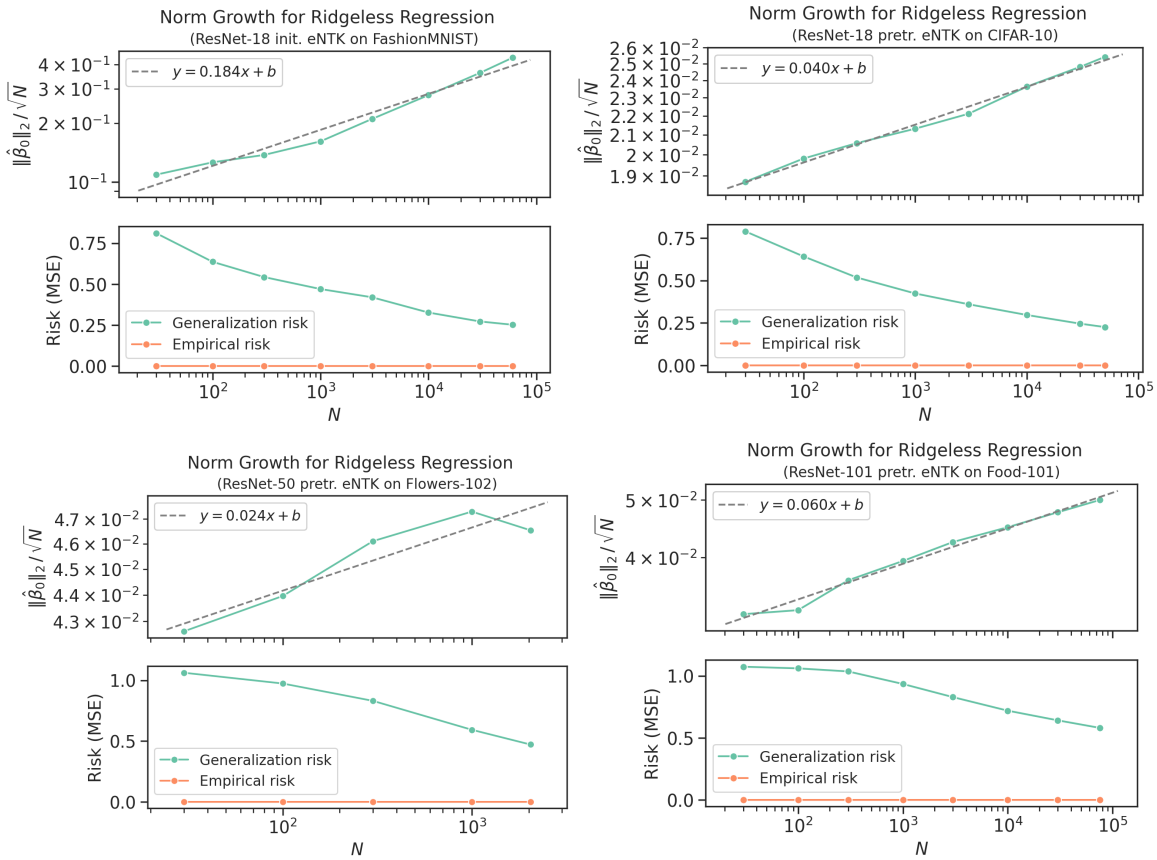 Norm Growth for Ridgeless Regression
(ResNet-18 init. eNTK on FashionMNIST)
4 × 10⁻¹
3 × 10⁻¹
2 × 10⁻¹
10⁻¹
‖β̂₀‖₂ / √N
y = 0.184x + b
0.75
0.50
0.25
0.00
Risk (MSE)
Generalization risk
Empirical risk
10² 10³ 10⁴ 10⁵
N
Norm Growth for Ridgeless Regression
(ResNet-18 pretr. eNTK on CIFAR-10)
2.6 × 10⁻²
2.5 × 10⁻²
2.4 × 10⁻²
2.3 × 10⁻²
2.2 × 10⁻²
2.1 × 10⁻²
2 × 10⁻²
1.9 × 10⁻²
‖β̂₀‖₂ / √N
y = 0.040x + b
0.75
0.50
0.25
0.00
Risk (MSE)
Generalization risk
Empirical risk
10² 10³ 10⁴ 10⁵
N
Norm Growth for Ridgeless Regression
(ResNet-50 pretr. eNTK on Flowers-102)
4.7 × 10⁻²
4.6 × 10⁻²
4.5 × 10⁻²
4.4 × 10⁻²
4.3 × 10⁻²
‖β̂₀‖₂ / √N
y = 0.024x + b
1.0
0.5
0.0
Risk (MSE)
Generalization risk
Empirical risk
10² 10³
N
Norm Growth for Ridgeless Regression
(ResNet-101 pretr. eNTK on Food-101)
5 × 10⁻²
4 × 10⁻²
‖β̂₀‖₂ / √N
y = 0.060x + b
1.0
0.5
0.0
Risk (MSE)
Generalization risk
Empirical risk
10² 10³ 10⁴ 10⁵
N